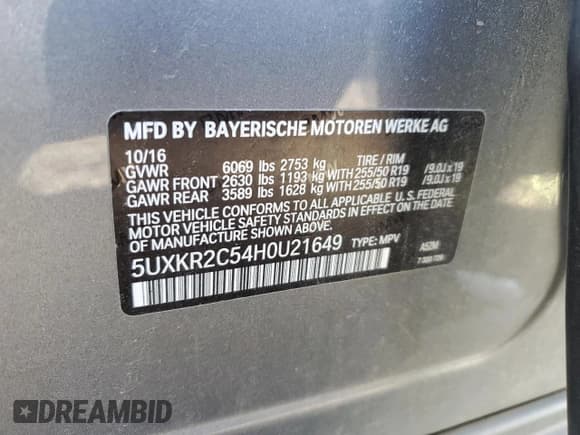 MFD BY BAYERISCHE MOTOREN WERKE AG
10/16
GVWR 6069 lbs 2753 kg TIRE / RIM
GAWR FRONT 2630 lbs 1193 kg WITH 255/50 R19 /9.0J x 19
GAWR REAR 3589 lbs 1628 kg WITH 255/50 R19 /9.0J x 19
THIS VEHICLE CONFORMS TO ALL APPLICABLE U.S. FEDERAL
MOTOR VEHICLE SAFETY STANDARDS IN EFFECT ON THE DATE OF
MANUFACTURE SHOWN ABOVE.
5UXKR2C54H0U21649 TYPE: MPV
DREAMBID